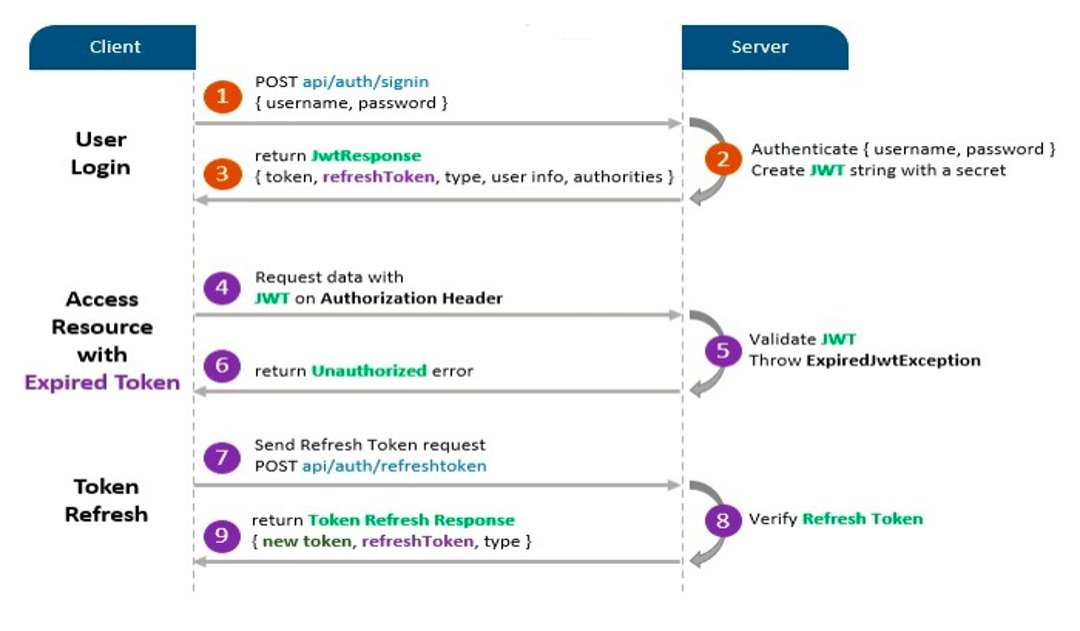 Client
Server
1
POST api/auth/signin
{ username, password }
User
Login
2
Authenticate { username, password }
Create JWT string with a secret
3
return JwtResponse
{ token, refreshToken, type, user info, authorities }
4
Request data with
JWT on Authorization Header
Access
Resource
with
Expired Token
5
Validate JWT
Throw ExpiredJwtException
6
return Unauthorized error
7
Send Refresh Token request
POST api/auth/refreshtoken
Token
Refresh
8
Verify Refresh Token
9
return Token Refresh Response
{ new token, refreshToken, type }